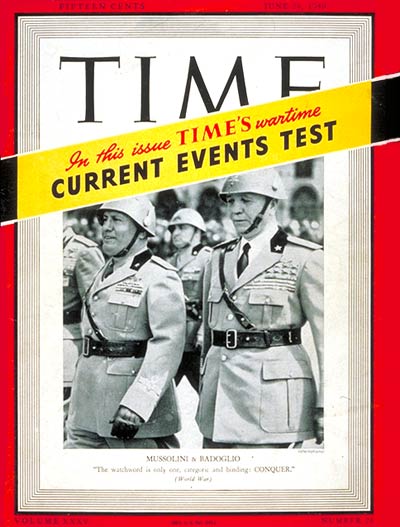 FIFTEEN CENTS
JUNE 24, 1940
TIME
In this issue TIME'S wartime
CURRENT EVENTS TEST
MUSSOLINI & BADOGLIO
"The watchword is only one, categoric and binding: CONQUER."
(World War)
VOLUME XXXV
NUMBER